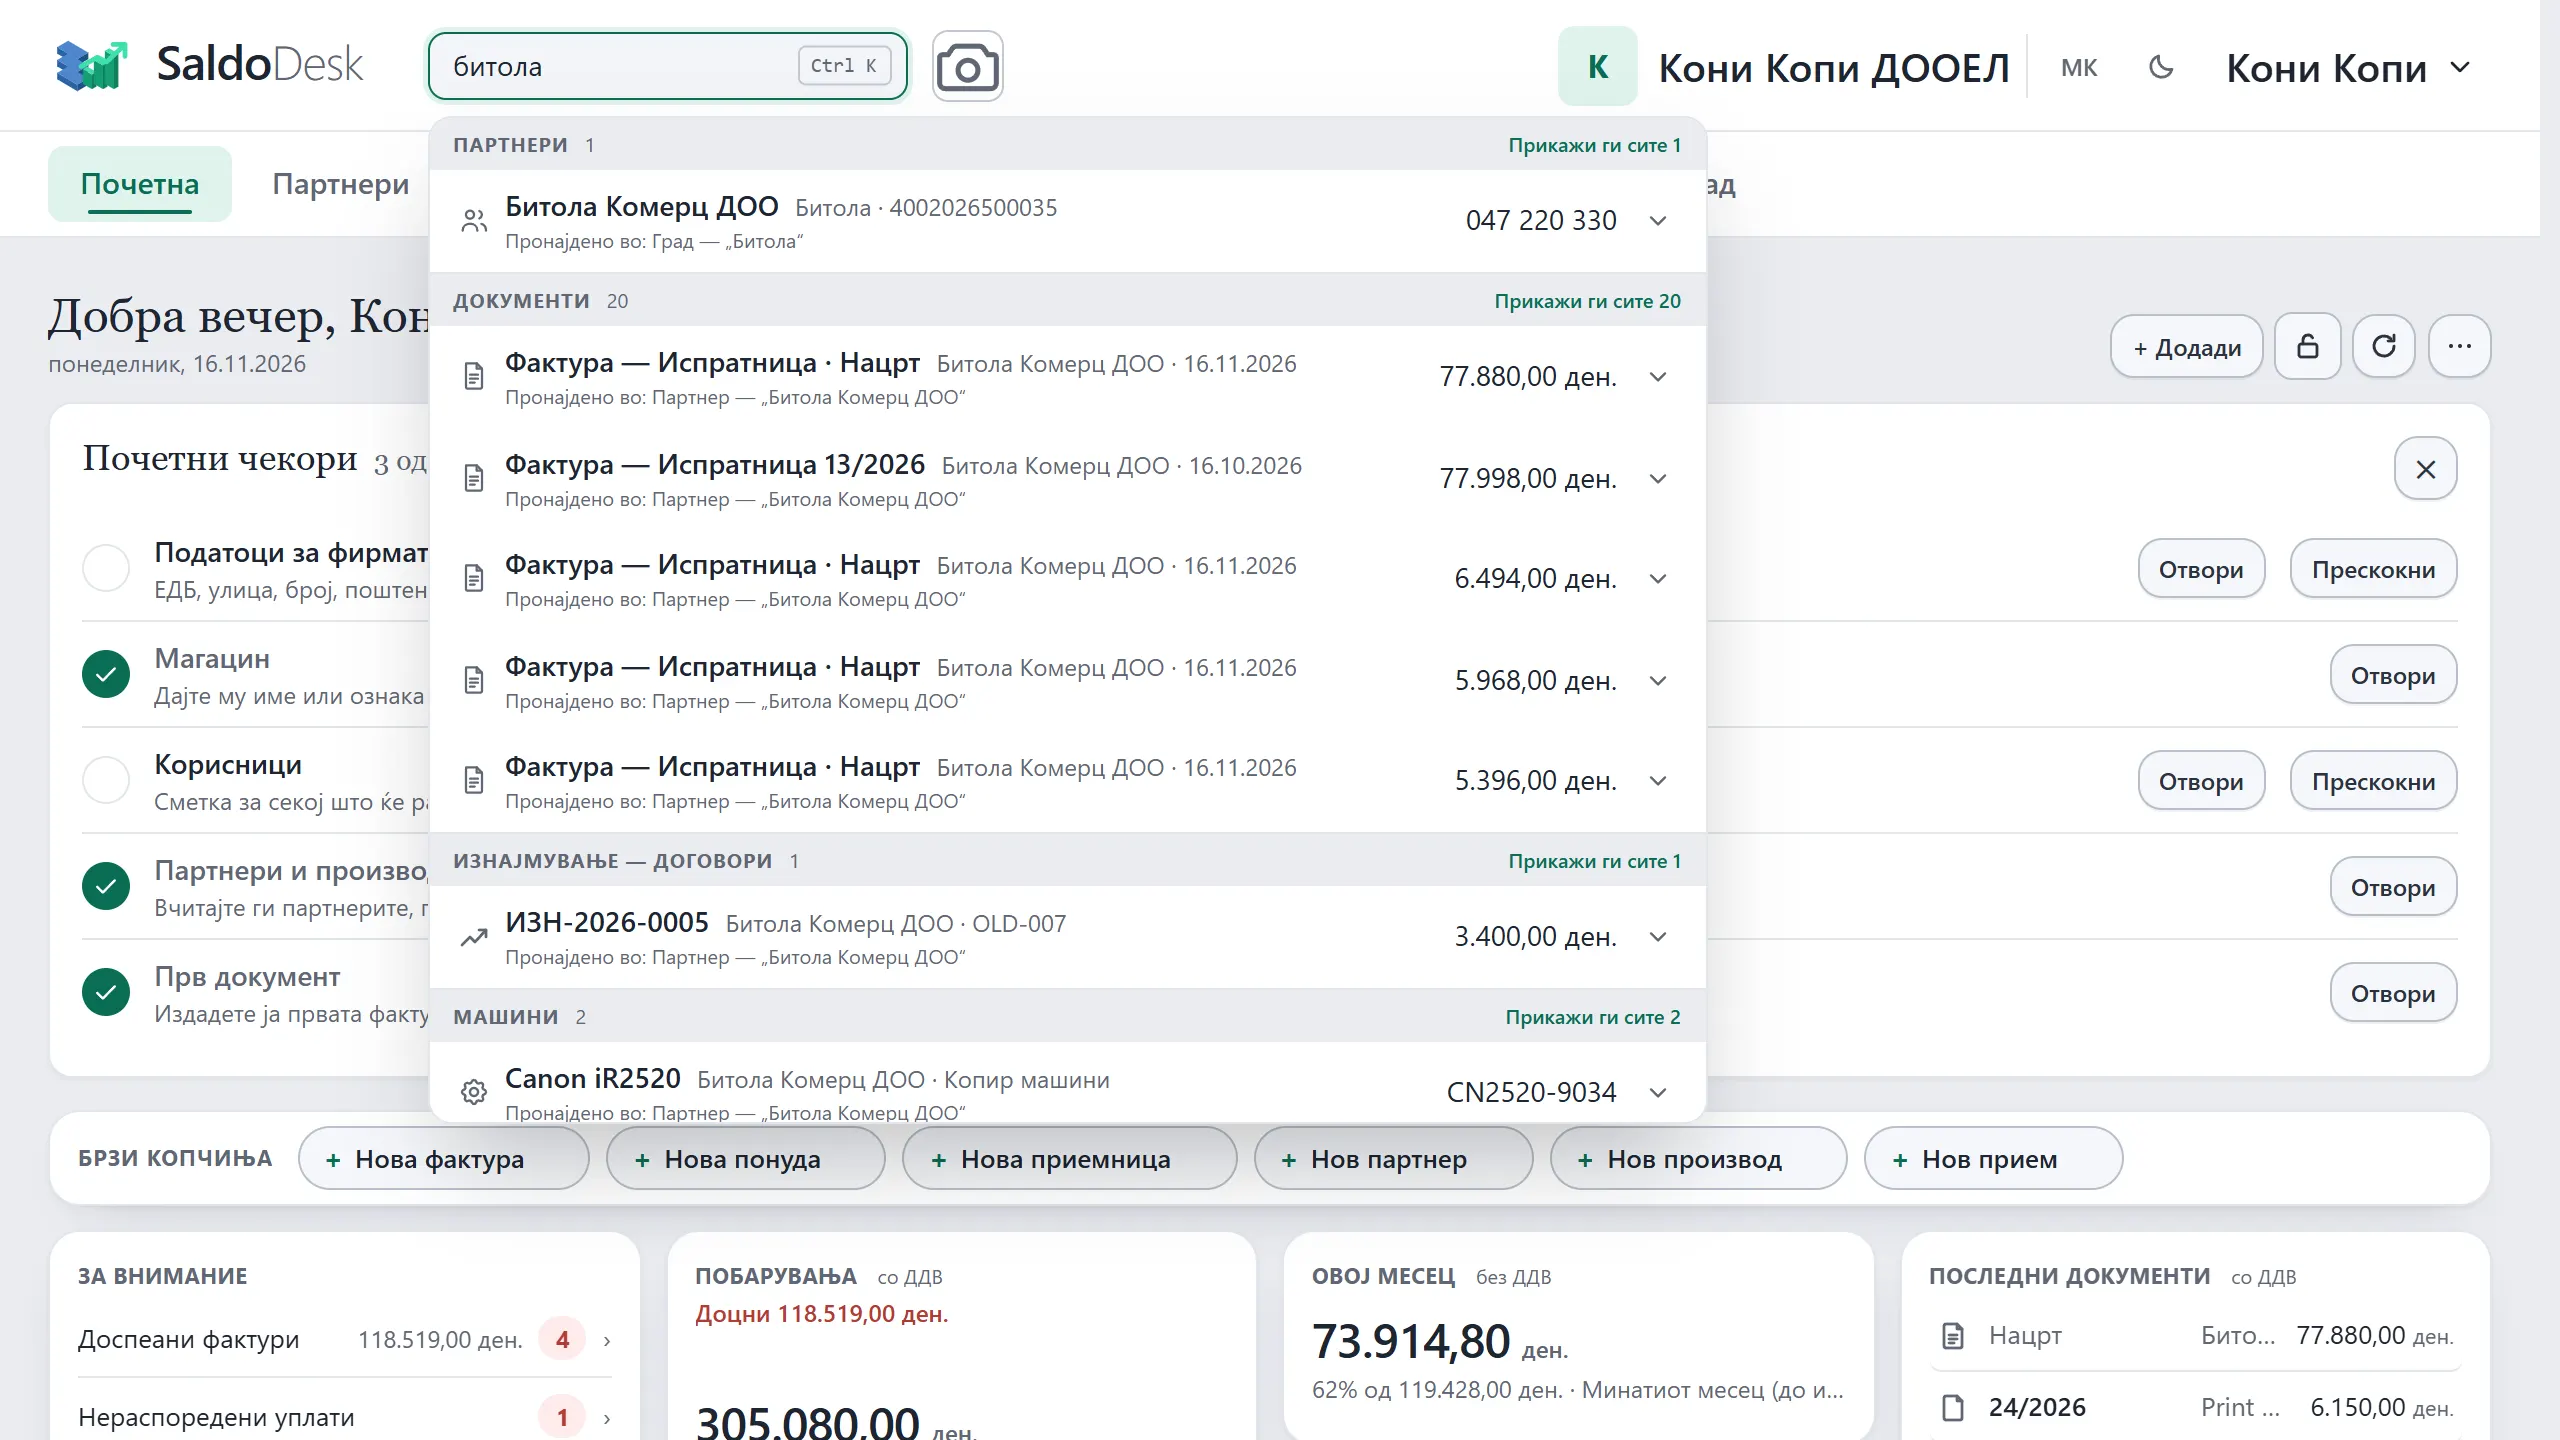 SaldoDesk
битола
Ctrl K
К
Кони Копи ДООЕЛ
МК
Кони Копи
Почетна
Партнери
ад
ПАРТНЕРИ 1
Прикажи ги сите 1
Битола Комерц ДОО Битола · 4002026500035
047 220 330
Пронајдено во: Град — „Битола“
ДОКУМЕНТИ 20
Прикажи ги сите 20
Фактура — Испратница · Нацрт Битола Комерц ДОО · 16.11.2026
77.880,00 ден.
Пронајдено во: Партнер — „Битола Комерц ДОО“
Фактура — Испратница 13/2026 Битола Комерц ДОО · 16.10.2026
77.998,00 ден.
Пронајдено во: Партнер — „Битола Комерц ДОО“
Фактура — Испратница · Нацрт Битола Комерц ДОО · 16.11.2026
6.494,00 ден.
Пронајдено во: Партнер — „Битола Комерц ДОО“
Фактура — Испратница · Нацрт Битола Комерц ДОО · 16.11.2026
5.968,00 ден.
Пронајдено во: Партнер — „Битола Комерц ДОО“
Фактура — Испратница · Нацрт Битола Комерц ДОО · 16.11.2026
5.396,00 ден.
Пронајдено во: Партнер — „Битола Комерц ДОО“
ИЗНАЈМУВАЊЕ — ДОГОВОРИ 1
Прикажи ги сите 1
ИЗН-2026-0005 Битола Комерц ДОО · OLD-007
3.400,00 ден.
Пронајдено во: Партнер — „Битола Комерц ДОО“
МАШИНИ 2
Прикажи ги сите 2
Canon iR2520 Битола Комерц ДОО · Копир машини
CN2520-9034
Пронајдено во: Партнер — „Битола Комерц ДОО“
Добра вечер, Кон
понеделник, 16.11.2026
+ Додади
Почетни чекори 3 од
Податоци за фирмат
ЕДБ, улица, број, поштен
Отвори
Прескокни
Магацин
Дајте му име или ознака
Отвори
Корисници
Сметка за секој што ќе ра
Отвори
Прескокни
Партнери и произво
Вчитајте ги партнерите, п
Отвори
Прв документ
Издадете ја првата факту
Отвори
БРЗИ КОПЧИЊА
+ Нова фактура
+ Нова понуда
+ Нова приемница
+ Нов партнер
+ Нов производ
+ Нов прием
ЗА ВНИМАНИЕ
Доспеани фактури 118.519,00 ден. 4 ›
Нераспоредени уплати 1 ›
ПОБАРУВАЊА со ДДВ
Доцни 118.519,00 ден.
305.080,00 ден.
ОВОЈ МЕСЕЦ без ДДВ
73.914,80 ден.
62% од 119.428,00 ден. · Минатиот месец (до и...
ПОСЛЕДНИ ДОКУМЕНТИ со ДДВ
Нацрт Бито... 77.880,00 ден.
24/2026 Print ... 6.150,00 ден.